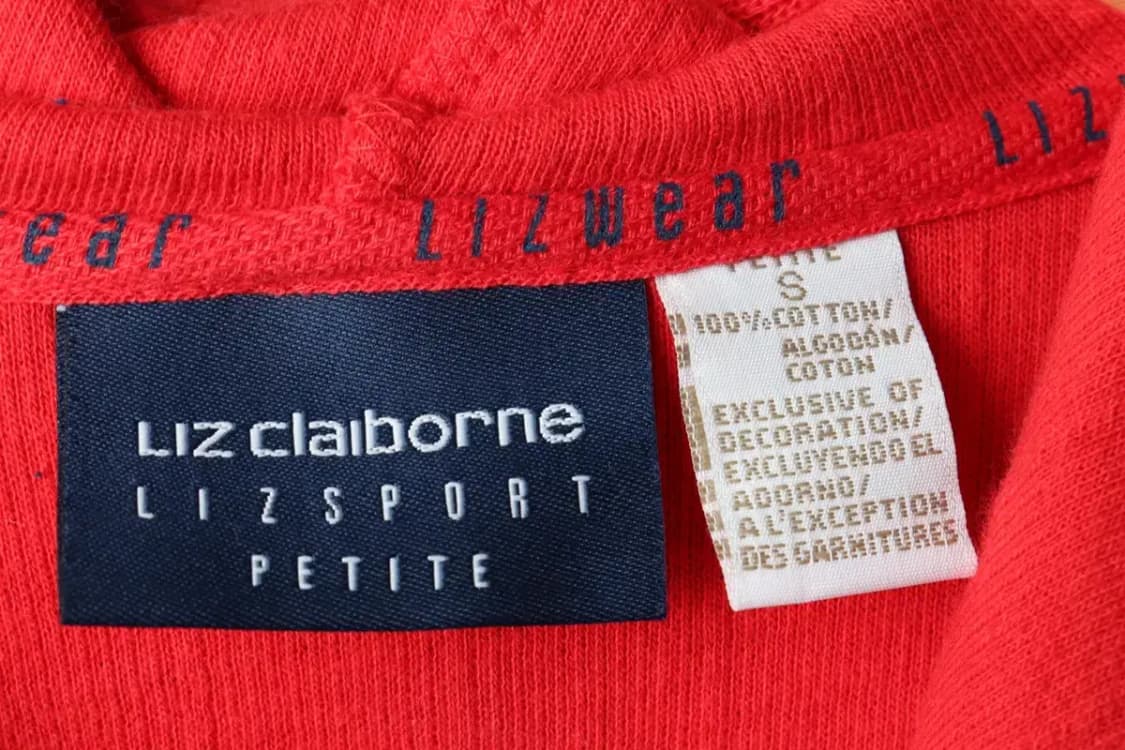 wear LIZwear LIZ
LIZ claiborne
LIZSPORT
PETITE
PETITE
S
100% COTTON/
ALGODÓN/
COTON
EXCLUSIVE OF
DECORATION/
EXCLUYENDO EL
ADORNO/
A L'EXCEPTION
DES GARNITURES